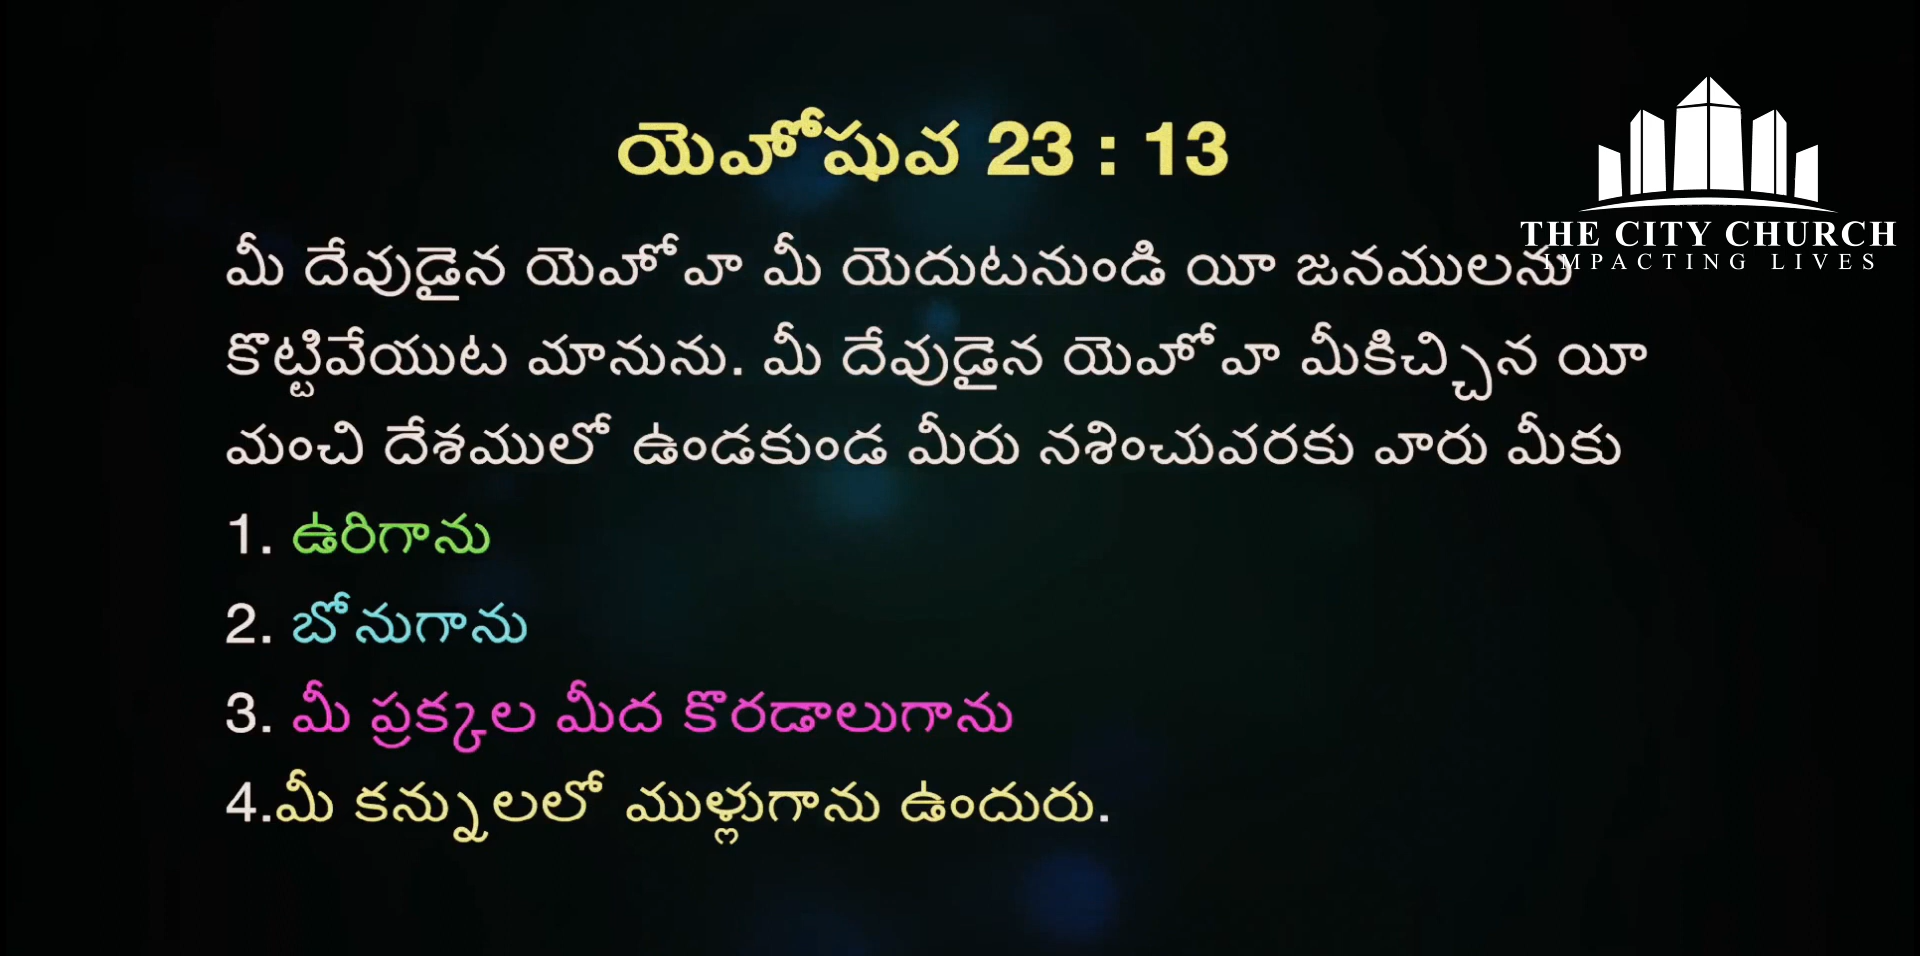 యెహోషువ 23 : 13
THE CITY CHURCH
IMPACTING LIVES
మీ దేవుడైన యెహోవా మీ యెదుటనుండి యీ జనములను
కొట్టివేయుట మానును. మీ దేవుడైన యెహోవా మీకిచ్చిన యీ
మంచి దేశములో ఉండకుండ మీరు నశించువరకు వారు మీకు
1. ఉరిగాను
2. బోనుగాను
3. మీ ప్రక్కల మీద కొరడాలుగాను
4.మీ కన్నులలో ముళ్లుగాను ఉందురు.